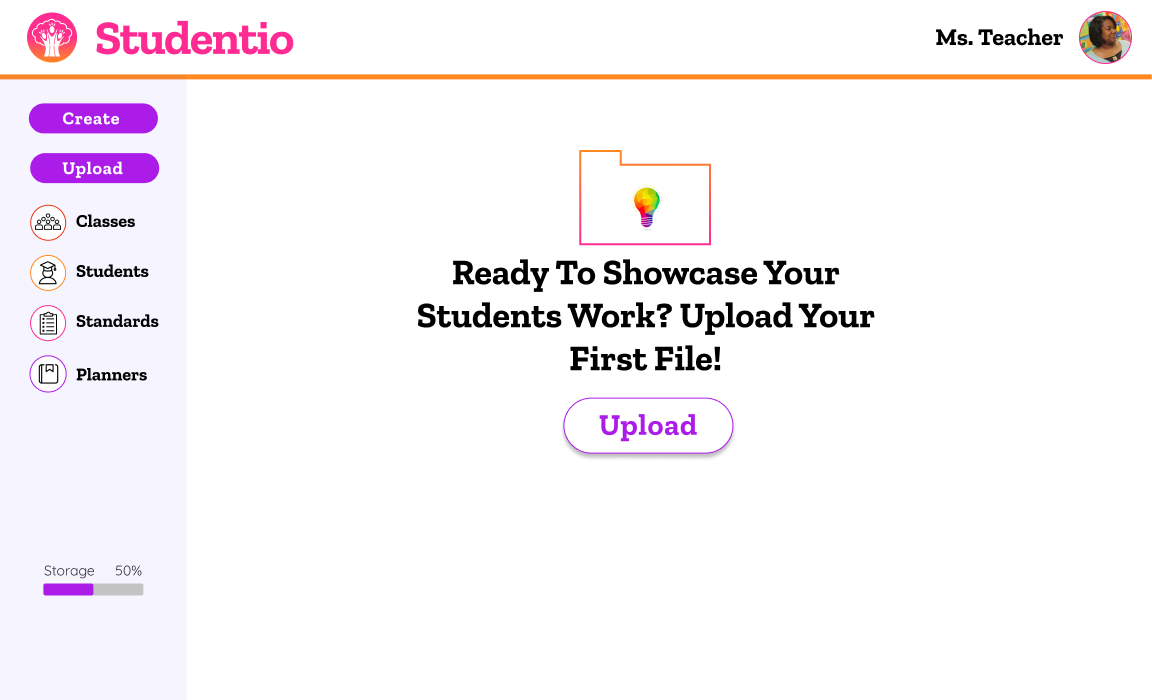 Studentio
Ms. Teacher
Create
Upload
Classes
Students
Standards
Planners
Storage 50%
Ready To Showcase Your
Students Work? Upload Your
First File!
Upload